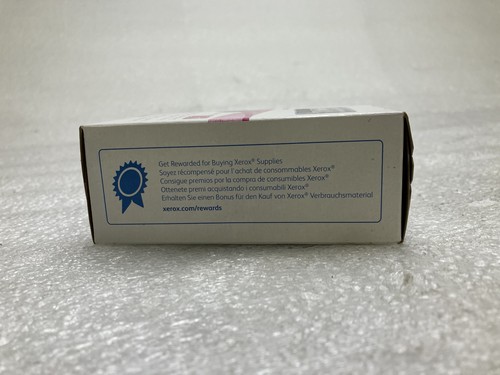 Get Rewarded for Buying Xerox® Supplies
Soyez récompensé pour l'achat de consommables Xerox®
Consigue premios por la compra de consumibles Xerox®
Ottenete premi acquistando i consumabili Xerox®
Erhalten Sie einen Bonus für den Kauf von Xerox® Verbrauchsmaterial
xerox.com/rewards